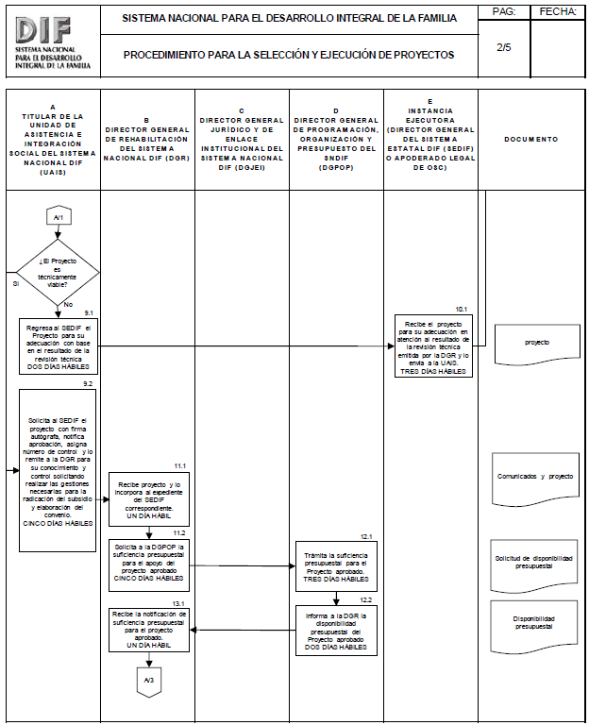 DIF
SISTEMA NACIONAL
PARA EL DESARROLLO
INTEGRAL DE LA FAMILIA
SISTEMA NACIONAL PARA EL DESARROLLO INTEGRAL DE LA FAMILIA
PROCEDIMIENTO PARA LA SELECCIÓN Y EJECUCIÓN DE PROYECTOS
PAG:
FECHA:
2/5
A
TITULAR DE LA
UNIDAD DE
ASISTENCIA E
INTEGRACIÓN
SOCIAL DEL SISTEMA
NACIONAL DIF
(UAIS)
B
DIRECTOR GENERAL
DE REHABILITACIÓN
DEL SISTEMA
NACIONAL DIF (DGR)
C
DIRECTOR GENERAL
JURÍDICO Y DE
ENLACE
INSTITUCIONAL DEL
SISTEMA NACIONAL
DIF (DGJEI)
D
DIRECTOR GENERAL
DE PROGRAMACIÓN,
ORGANIZACIÓN Y
PRESUPUESTO DEL
SNDIF
(DGPOP)
E
INSTANCIA
EJECUTORA
(DIRECTOR GENERAL
DEL SISTEMA
ESTATAL DIF (SEDIF)
O APODERADO LEGAL
DE OSC)
DOCUMENTO
A/1
¿El Proyecto
es
técnicamente
viable?
Si
No
9.1
Regresa al SEDIF el
Proyecto para su
adecuación con base
en el resultado de la
revisión técnica
DOS DÍAS HÁBILES
10.1
Recibe el proyecto
para su adecuación en
atención al resultado de
la revisión técnica
emitida por la DGR y lo
envía a la UAIS.
TRES DÍAS HÁBILES
proyecto
9.2
Solicita al SEDIF el
proyecto con firma
autógrafa, notifica
aprobación, asigna
número de control y lo
remite a la DGR para
su conocimiento y
control solicitando
realizar las gestiones
necesarias para la
radicación del subsidio
y elaboración del
convenio.
CINCO DÍAS HÁBILES
11.1
Recibe proyecto y lo
incorpora al expediente
del SEDIF
correspondiente.
UN DÍA HÁBIL
Comunicados y proyecto
11.2
Solicita a la DGPOP la
suficiencia presupuestal
para el apoyo del
proyecto aprobado
CINCO DÍAS HÁBILES
12.1
Trámita la suficiencia
presupuestal para el
Proyecto aprobado.
TRES DÍAS HÁBILES
Solicitud de disponibilidad
presupuestal
13.1
Recibe la notificación de
suficiencia presupuestal
para el proyecto
aprobado.
UN DÍA HÁBIL
12.2
Informa a la DGR la
disponibilidad
presupuestal del
Proyecto aprobado
DOS DÍAS HÁBILES
Disponibilidad
presupuestal
A/3